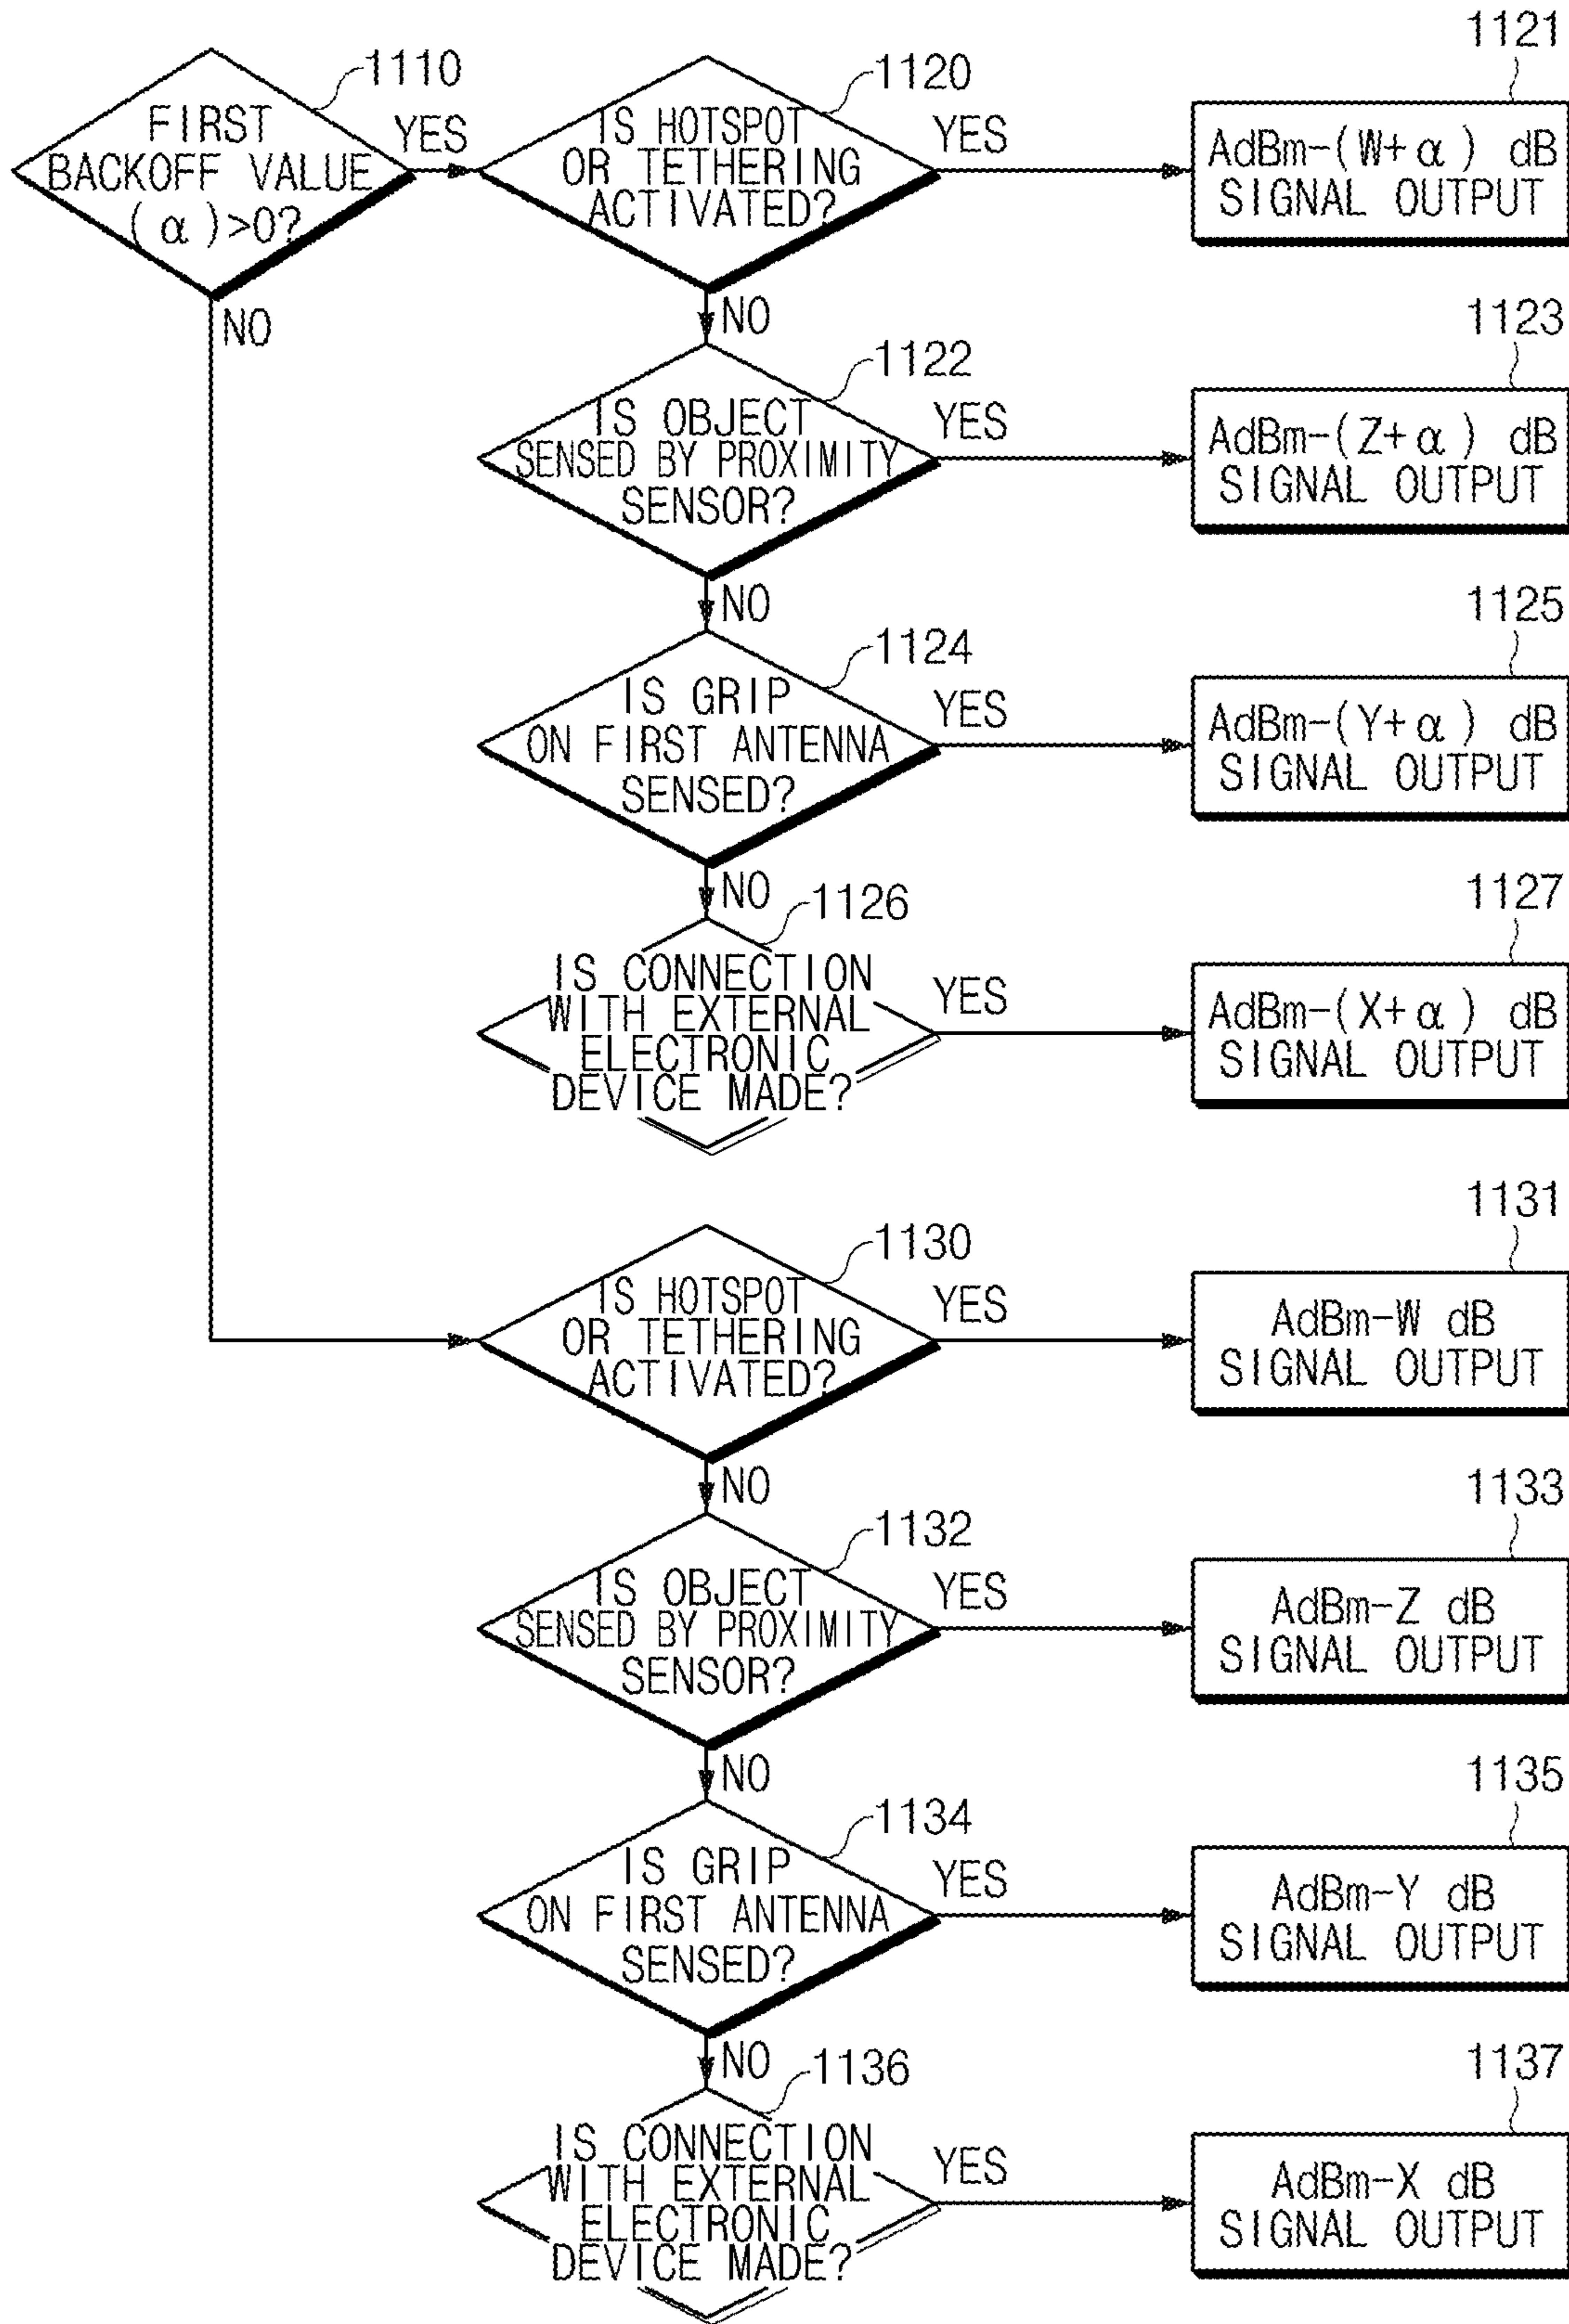 1110
FIRST
BACKOFF VALUE
(α)>0?
YES
NO
1120
IS HOTSPOT
OR TETHERING
ACTIVATED?
YES
NO
1121
AdBm-(W+α) dB
SIGNAL OUTPUT
1122
IS OBJECT
SENSED BY PROXIMITY
SENSOR?
YES
NO
1123
AdBm-(Z+α) dB
SIGNAL OUTPUT
1124
IS GRIP
ON FIRST ANTENNA
SENSED?
YES
NO
1125
AdBm-(Y+α) dB
SIGNAL OUTPUT
1126
IS CONNECTION
WITH EXTERNAL
ELECTRONIC
DEVICE MADE?
YES
1127
AdBm-(X+α) dB
SIGNAL OUTPUT
1130
IS HOTSPOT
OR TETHERING
ACTIVATED?
YES
NO
1131
AdBm-W dB
SIGNAL OUTPUT
1132
IS OBJECT
SENSED BY PROXIMITY
SENSOR?
YES
NO
1133
AdBm-Z dB
SIGNAL OUTPUT
1134
IS GRIP
ON FIRST ANTENNA
SENSED?
YES
NO
1135
AdBm-Y dB
SIGNAL OUTPUT
1136
IS CONNECTION
WITH EXTERNAL
ELECTRONIC
DEVICE MADE?
YES
1137
AdBm-X dB
SIGNAL OUTPUT